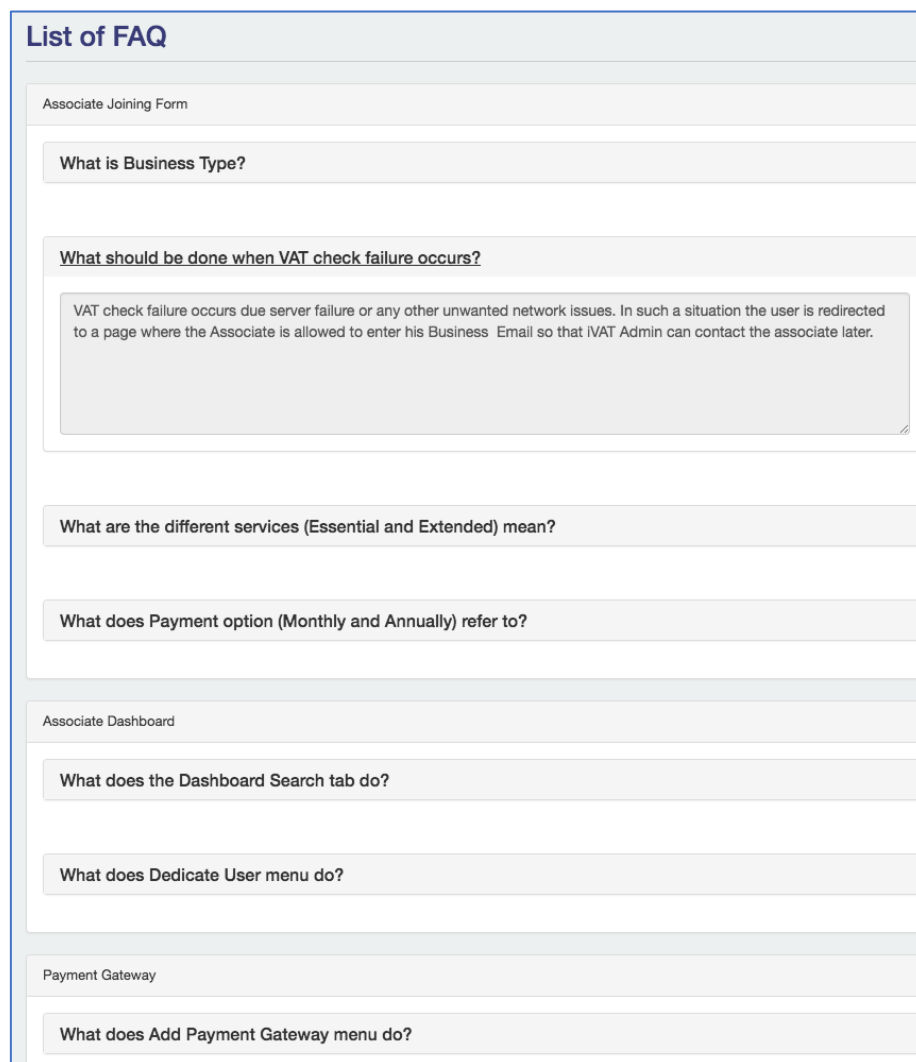 List of FAQ
Associate Joining Form
What is Business Type?
What should be done when VAT check failure occurs?
VAT check failure occurs due server failure or any other unwanted network issues. In such a situation the user is redirected
to a page where the Associate is allowed to enter his Business  Email so that iVAT Admin can contact the associate later.
What are the different services (Essential and Extended) mean?
What does Payment option (Monthly and Annually) refer to?
Associate Dashboard
What does the Dashboard Search tab do?
What does Dedicate User menu do?
Payment Gateway
What does Add Payment Gateway menu do?